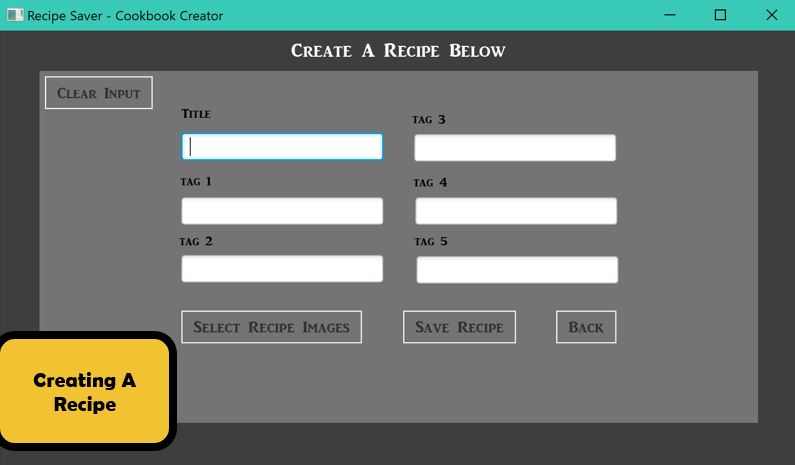 Recipe Saver - Cookbook Creator
Create A Recipe Below
Clear Input
Title
tag 3
tag 1
tag 4
tag 2
tag 5
Select Recipe Images
Save Recipe
Back
Creating A
Recipe